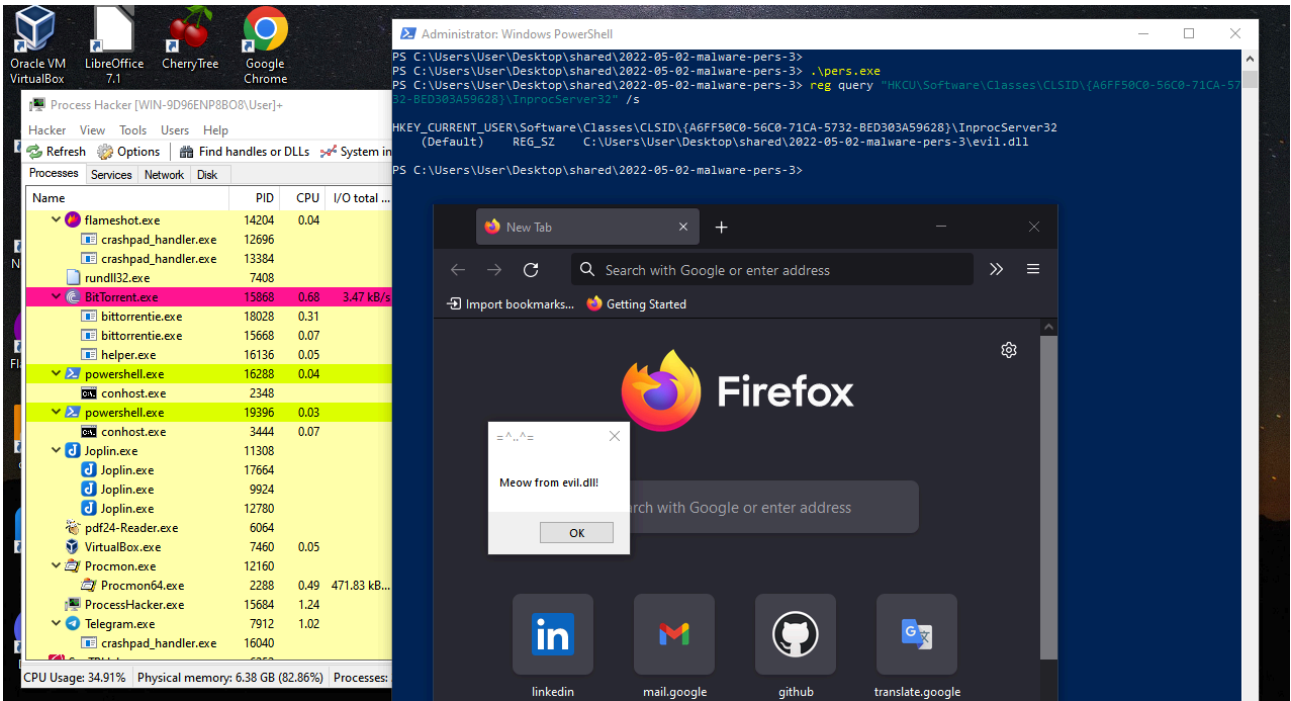 Oracle VM
VirtualBox
LibreOffice
7.1
CherryTree
Google
Chrome
Process Hacker [WIN-9D96ENP8BO8\User]+
Hacker View Tools Users Help
Refresh Options Find handles or DLLs System in
Processes Services Network Disk
Name PID CPU I/O total ...
flameshot.exe 14204 0.04
crashpad_handler.exe 12696
crashpad_handler.exe 13384
rundll32.exe 7408
BitTorrent.exe 15868 0.68 3.47 kB/s
bittorrentie.exe 18028 0.31
bittorrentie.exe 15668 0.07
helper.exe 16136 0.05
powershell.exe 16288 0.04
conhost.exe 2348
powershell.exe 19396 0.03
conhost.exe 3444 0.07
Joplin.exe 11308
Joplin.exe 17664
Joplin.exe 9924
Joplin.exe 12780
pdf24-Reader.exe 6064
VirtualBox.exe 7460 0.05
Procmon.exe 12160
Procmon64.exe 2288 0.49 471.83 kB...
ProcessHacker.exe 15684 1.24
Telegram.exe 7912 1.02
crashpad_handler.exe 16040
CPU Usage: 34.91% Physical memory: 6.38 GB (82.86%) Processes:
Administrator: Windows PowerShell
PS C:\Users\User\Desktop\shared\2022-05-02-malware-pers-3>
PS C:\Users\User\Desktop\shared\2022-05-02-malware-pers-3> .\pers.exe
PS C:\Users\User\Desktop\shared\2022-05-02-malware-pers-3> reg query "HKCU\Software\Classes\CLSID\{A6FF50C0-56C0-71CA-57
32-BED303A59628}\InprocServer32" /s
HKEY_CURRENT_USER\Software\Classes\CLSID\{A6FF50C0-56C0-71CA-5732-BED303A59628}\InprocServer32
(Default) REG_SZ C:\Users\User\Desktop\shared\2022-05-02-malware-pers-3\evil.dll
PS C:\Users\User\Desktop\shared\2022-05-02-malware-pers-3>
New Tab
Search with Google or enter address
Import bookmarks... Getting Started
Firefox
=^..^=
Meow from evil.dll!
OK
rch with Google or enter address
in
linkedin
mail.google
github
translate.google